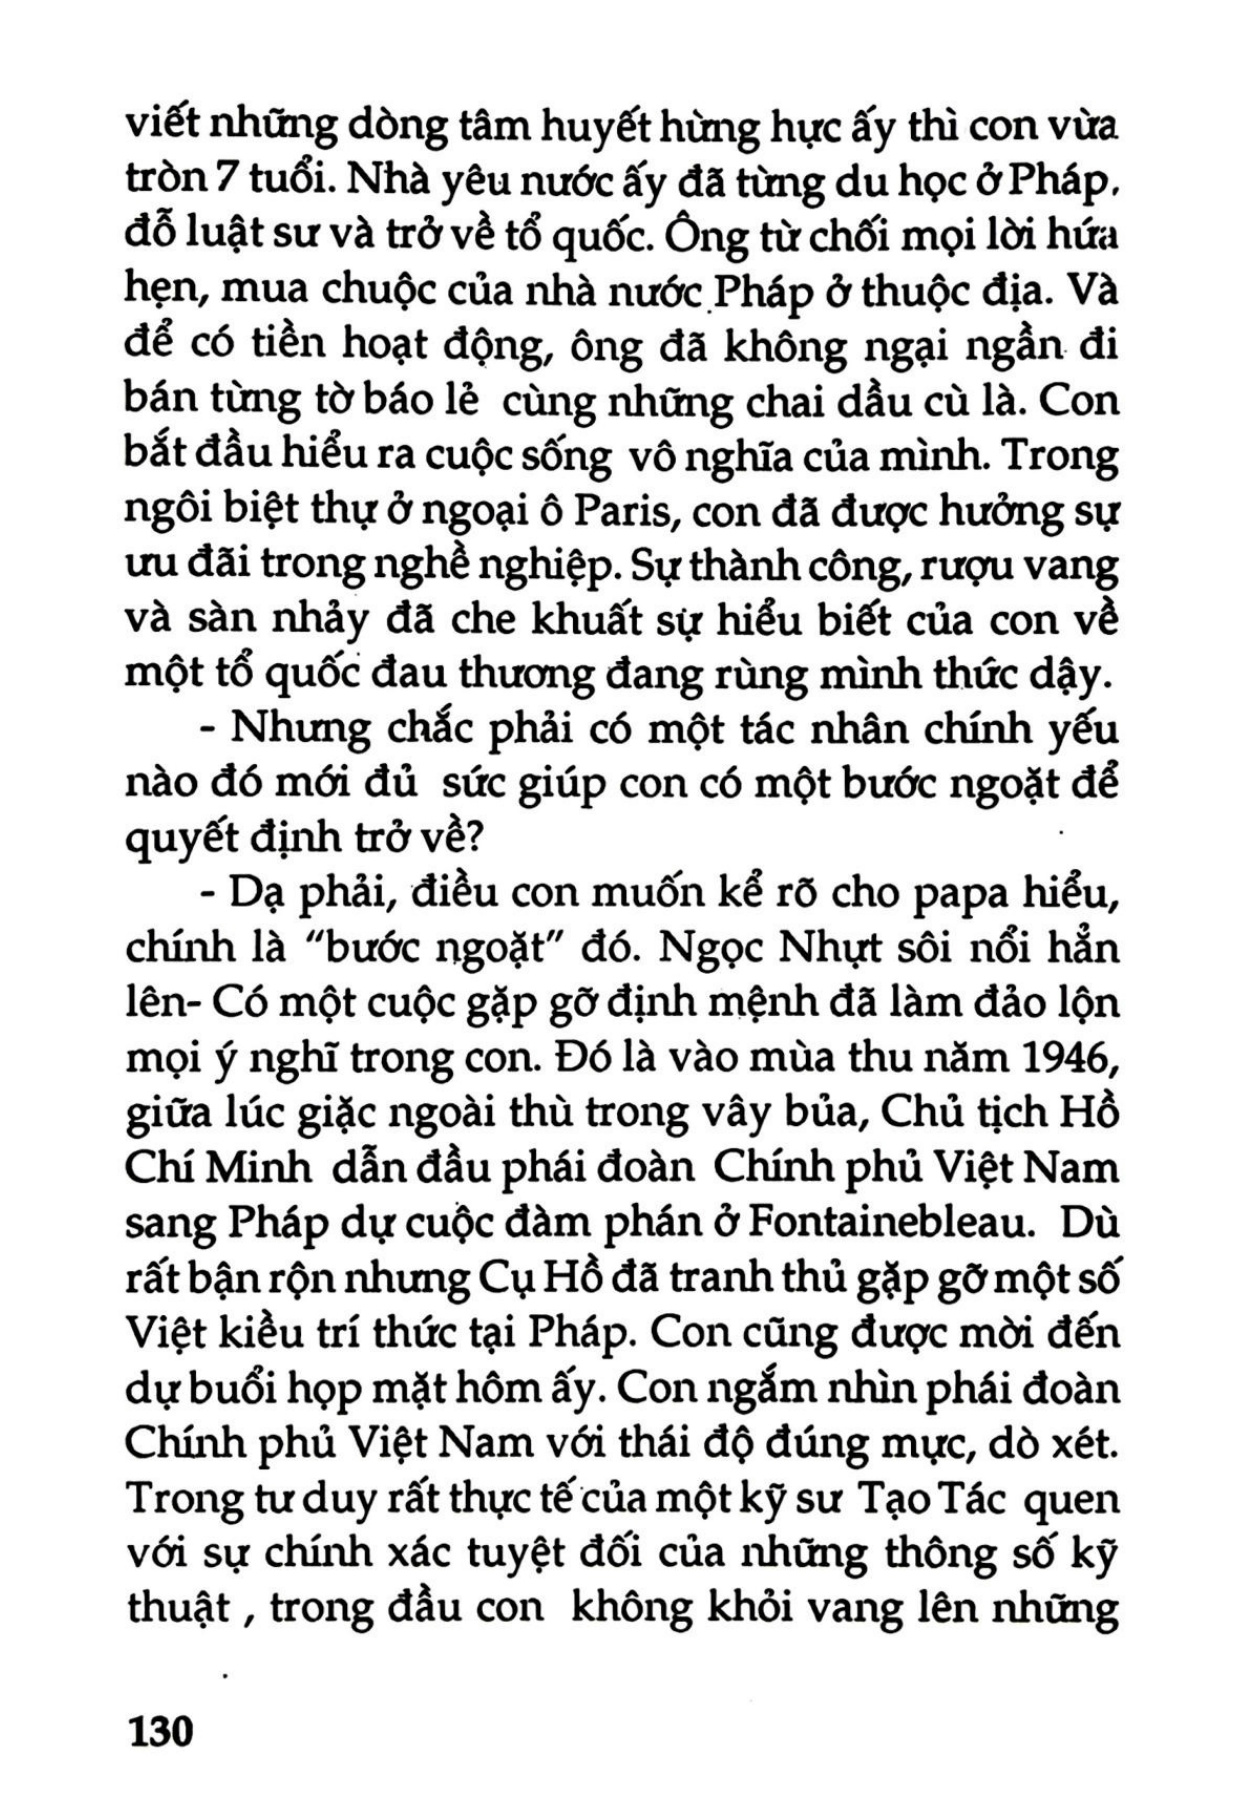 viết những dòng tâm huyết hừng hực ấy thì con vừa
tròn 7 tuổi. Nhà yêu nước ấy đã từng du học ở Pháp.
đỗ luật sư và trở về tổ quốc. Ông từ chối mọi lời hứa
hẹn, mua chuộc của nhà nước Pháp ở thuộc địa. Và
để có tiền hoạt động, ông đã không ngại ngần đi
bán từng tờ báo lẻ cùng những chai dầu cù là. Con
bắt đầu hiểu ra cuộc sống vô nghĩa của mình. Trong
ngôi biệt thự ở ngoại ô Paris, con đã được hưởng sự
ưu đãi trong nghề nghiệp. Sự thành công, rượu vang
và sàn nhảy đã che khuất sự hiểu biết của con về
một tổ quốc đau thương đang rùng mình thức dậy.
- Nhưng chắc phải có một tác nhân chính yếu
nào đó mới đủ sức giúp con có một bước ngoặt để
quyết định trở về?
- Dạ phải, điều con muốn kể rõ cho papa hiểu,
chính là "bước ngoặt" đó. Ngọc Nhựt sôi nổi hẳn
lên- Có một cuộc gặp gỡ định mệnh đã làm đảo lộn
mọi ý nghĩ trong con. Đó là vào mùa thu năm 1946,
giữa lúc giặc ngoài thù trong vây bủa, Chủ tịch Hồ
Chí Minh dẫn đầu phái đoàn Chính phủ Việt Nam
sang Pháp dự cuộc đàm phán ở Fontainebleau. Dù
rất bận rộn nhưng Cụ Hồ đã tranh thủ gặp gỡ một số
Việt kiều trí thức tại Pháp. Con cũng được mời đến
dự buổi họp mặt hôm ấy. Con ngắm nhìn phái đoàn
Chính phủ Việt Nam với thái độ đúng mực, dò xét.
Trong tư duy rất thực tế của một kỹ sư Tạo Tác quen
với sự chính xác tuyệt đối của những thông số kỹ
thuật , trong đầu con không khỏi vang lên những
130